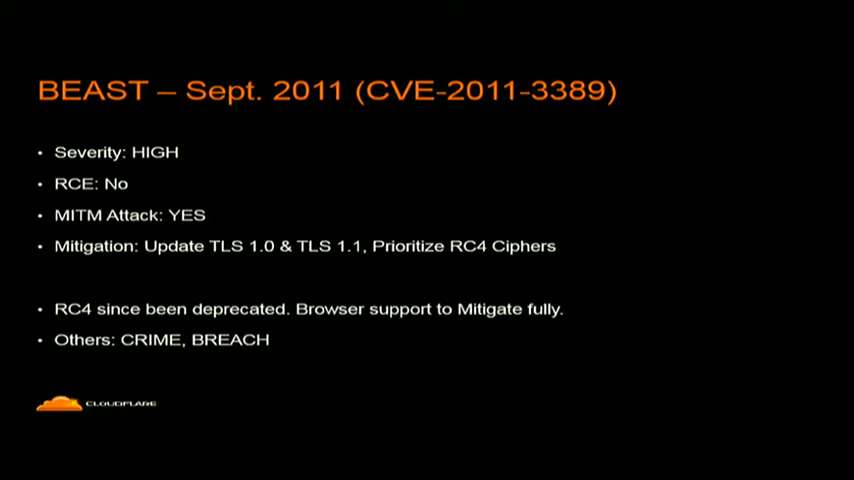 BEAST – Sept. 2011 (CVE-2011-3389)
• Severity: HIGH
• RCE: No
• MITM Attack: YES
• Mitigation: Update TLS 1.0 & TLS 1.1, Prioritize RC4 Ciphers
• RC4 since been deprecated. Browser support to Mitigate fully.
• Others: CRIME, BREACH
CLOUDFLARE